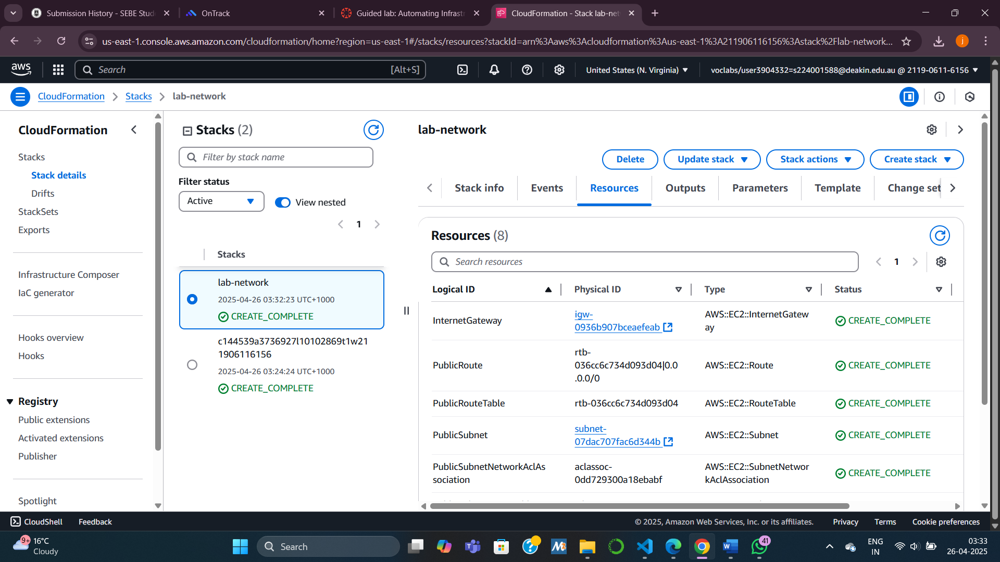 Submission History - SEBE Stud
OnTrack
Guided lab: Automating Infrastr
CloudFormation - Stack lab-net
us-east-1.console.aws.amazon.com/cloudformation/home?region=us-east-1#/stacks/resources?stackId=arn%3Aaws%3Acloudformation%3Aus-east-1%3A211906116156%3Astack%2Flab-network...
j
aws
Search
[Alt+S]
United States (N. Virginia)
voclabs/user3904332=s224001588@deakin.edu.au @ 2119-0611-6156
CloudFormation
Stacks
lab-network
CloudFormation
Stacks
Stack details
Drifts
StackSets
Exports
Infrastructure Composer
IaC generator
Hooks overview
Hooks
Registry
Public extensions
Activated extensions
Publisher
Spotlight
Stacks (2)
Filter by stack name
Filter status
Active
View nested
1
Stacks
lab-network
2025-04-26 03:32:23 UTC+1000
CREATE_COMPLETE
c144539a3736927l10102869t1w21
1906116156
2025-04-26 03:24:24 UTC+1000
CREATE_COMPLETE
lab-network
Delete
Update stack
Stack actions
Create stack
Stack info
Events
Resources
Outputs
Parameters
Template
Change set
Resources (8)
Search resources
1
Logical ID
Physical ID
Type
Status
InternetGateway
igw-
0936b907bceaefeab
AWS::EC2::InternetGatew
ay
CREATE_COMPLETE
PublicRoute
rtb-
036cc6c734d093d04|0.0
.0.0/0
AWS::EC2::Route
CREATE_COMPLETE
PublicRouteTable
rtb-036cc6c734d093d04
AWS::EC2::RouteTable
CREATE_COMPLETE
PublicSubnet
subnet-
07dac707fac6d344b
AWS::EC2::Subnet
CREATE_COMPLETE
PublicSubnetNetworkAclAs
sociation
aclassoc-
0dd729300a18ebabf
AWS::EC2::SubnetNetwor
kAclAssociation
CREATE_COMPLETE
CloudShell
Feedback
© 2025, Amazon Web Services, Inc. or its affiliates.
Privacy
Terms
Cookie preferences
9+
16°C
Cloudy
Search
41
ENG
IN
03:33
26-04-2025